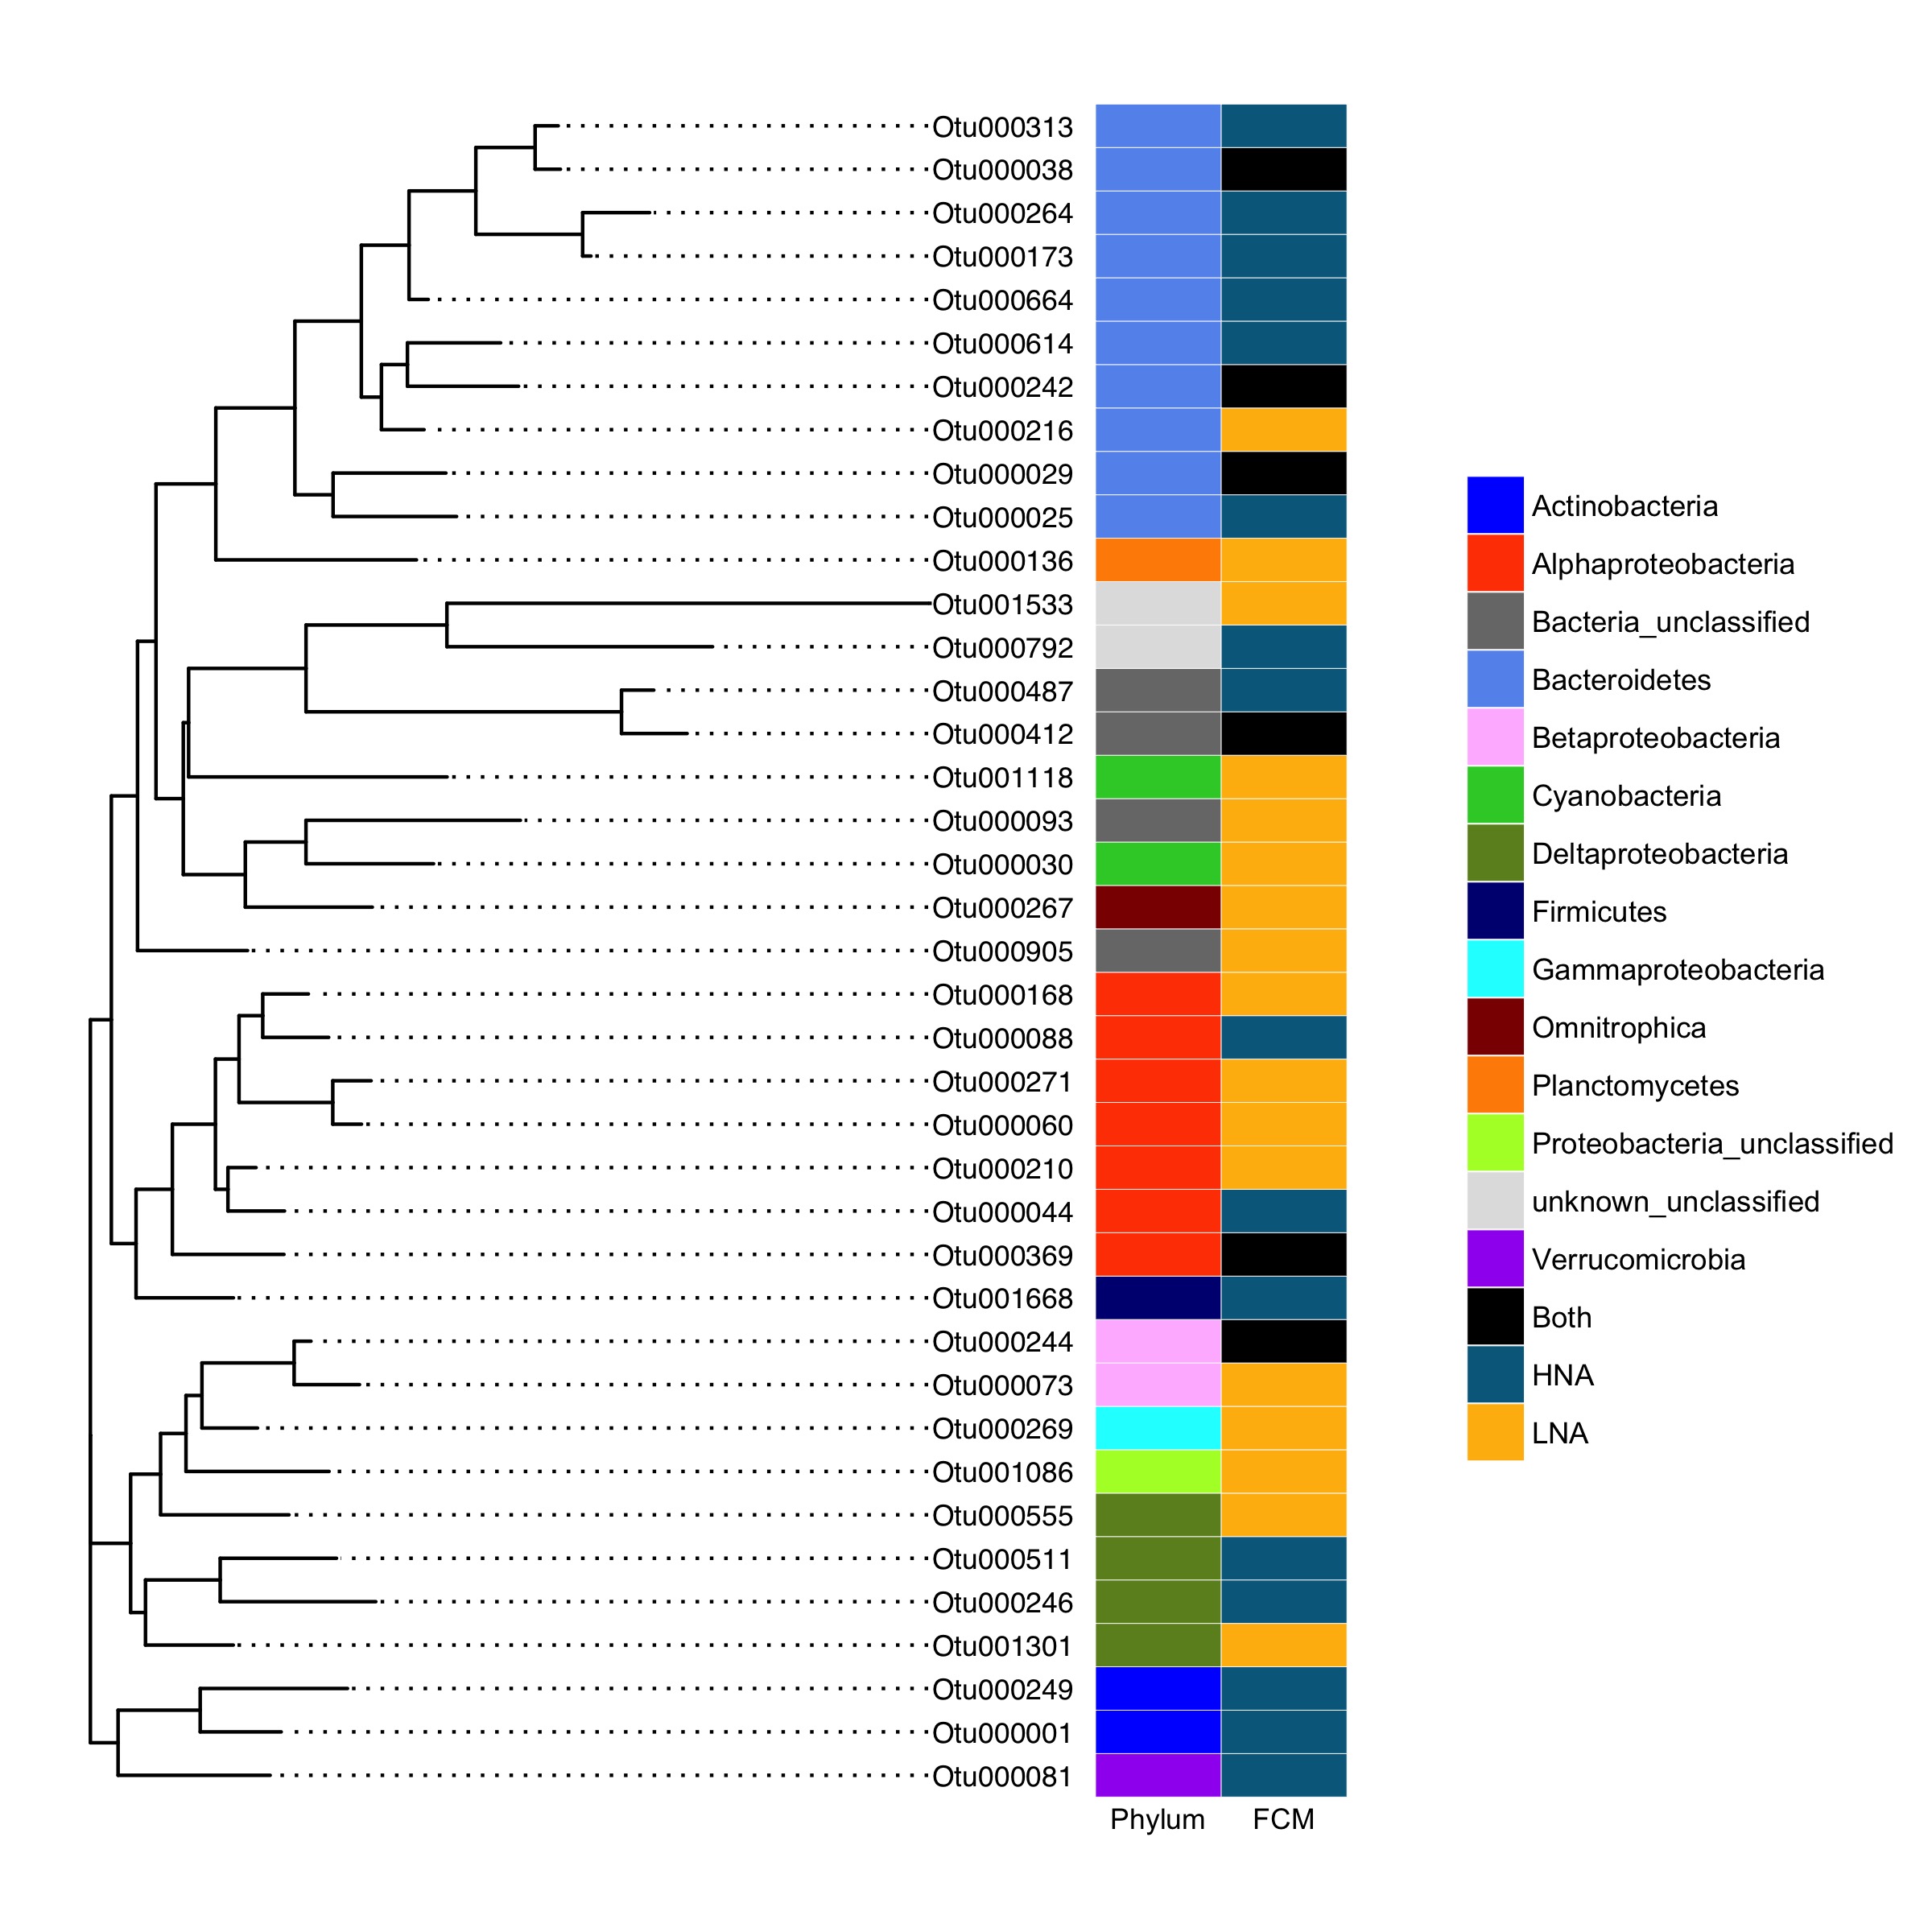 Otu000313
Otu000038
Otu000264
Otu000173
Otu000664
Otu000614
Otu000242
Otu000216
Otu000029
Otu000025
Otu000136
Otu001533
Otu000792
Otu000487
Otu000412
Otu001118
Otu000093
Otu000030
Otu000267
Otu000905
Otu000168
Otu000088
Otu000271
Otu000060
Otu000210
Otu000044
Otu000369
Otu001668
Otu000244
Otu000073
Otu000269
Otu001086
Otu000555
Otu000511
Otu000246
Otu001301
Otu000249
Otu000001
Otu000081
Phylum FCM
Actinobacteria
Alphaproteobacteria
Bacteria_unclassified
Bacteroidetes
Betaproteobacteria
Cyanobacteria
Deltaproteobacteria
Firmicutes
Gammaproteobacteria
Omnitrophica
Planctomycetes
Proteobacteria_unclassified
unknown_unclassified
Verrucomicrobia
Both
HNA
LNA